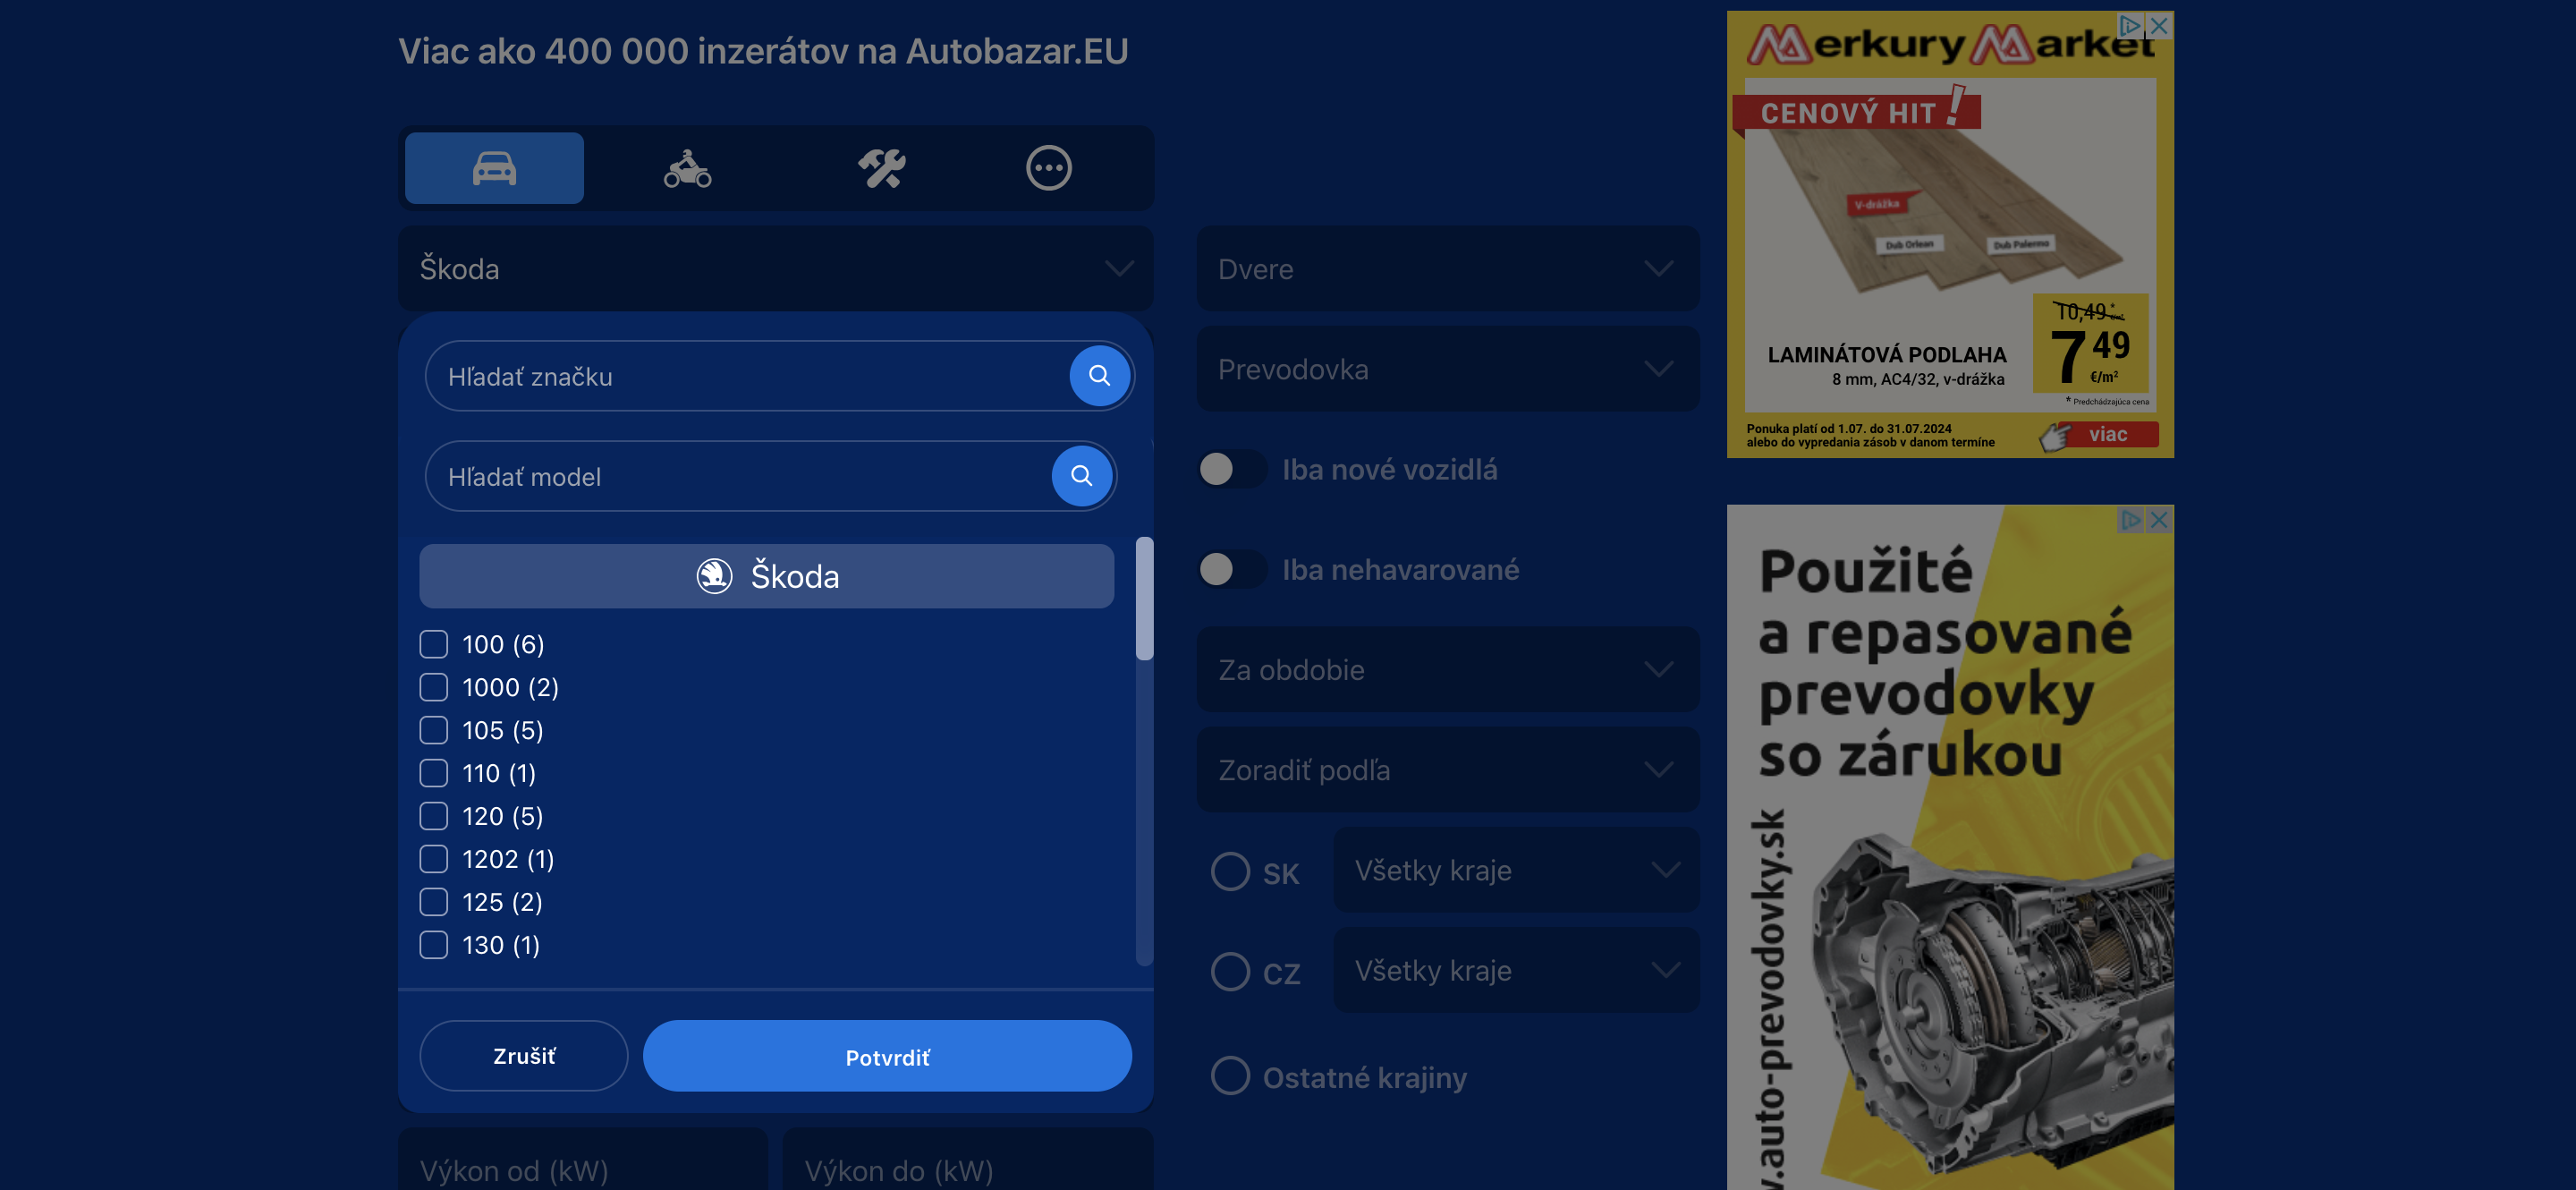 Viac ako 400 000 inzerátov na Autobazar.EU
Škoda
Hľadať značku
Hľadať model
Škoda
100 (6)
1000 (2)
105 (5)
110 (1)
120 (5)
1202 (1)
125 (2)
130 (1)
Zrušiť
Potvrdiť
Výkon od (kW)
Výkon do (kW)
Dvere
Prevodovka
Iba nové vozidlá
Iba nehavarované
Za obdobie
Zoradiť podľa
SK
Všetky kraje
CZ
Všetky kraje
Ostatné krajiny
Merkury Market
CENOVÝ HIT!
V-drážka
Dub Orlean
Dub Palermo
10,49*
LAMINÁTOVÁ PODLAHA
8 mm, AC4/32, v-drážka
7 49
€/m²
* Predchádzajúca cena
Ponuka platí od 1.07. do 31.07.2024
alebo do vypredania zásob v danom termíne
viac
Použité
a repasované
prevodovky
so zárukou
.auto-prevodovky.sk